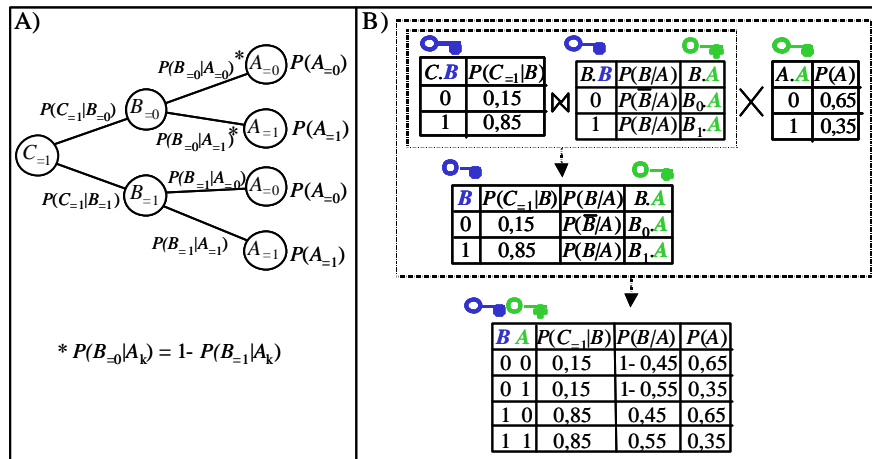 A)
P(B=0|A=0)*
A=0 P(A=0)
P(C=1|B=0)
B=0
P(B=0|A=1)*
A=1 P(A=1)
C=1
P(B=1|A=0)
A=0 P(A=0)
P(C=1|B=1)
B=1
P(B=1|A=1)
A=1 P(A=1)
* P(B=0|Ak) = 1- P(B=1|Ak)
B)
C.B P(C=1|B)
0 0,15
1 0,85
⋈
B.B P(B/A) B.A
0 P(B̅/A) B0.A
1 P(B/A) B1.A
×
A.A P(A)
0 0,65
1 0,35
B P(C=1|B) P(B/A) B.A
0 0,15 P(B̅/A) B0.A
1 0,85 P(B/A) B1.A
B A P(C=1|B) P(B/A) P(A)
0 0 0,15 1- 0,45 0,65
0 1 0,15 1- 0,55 0,35
1 0 0,85 0,45 0,65
1 1 0,85 0,55 0,35